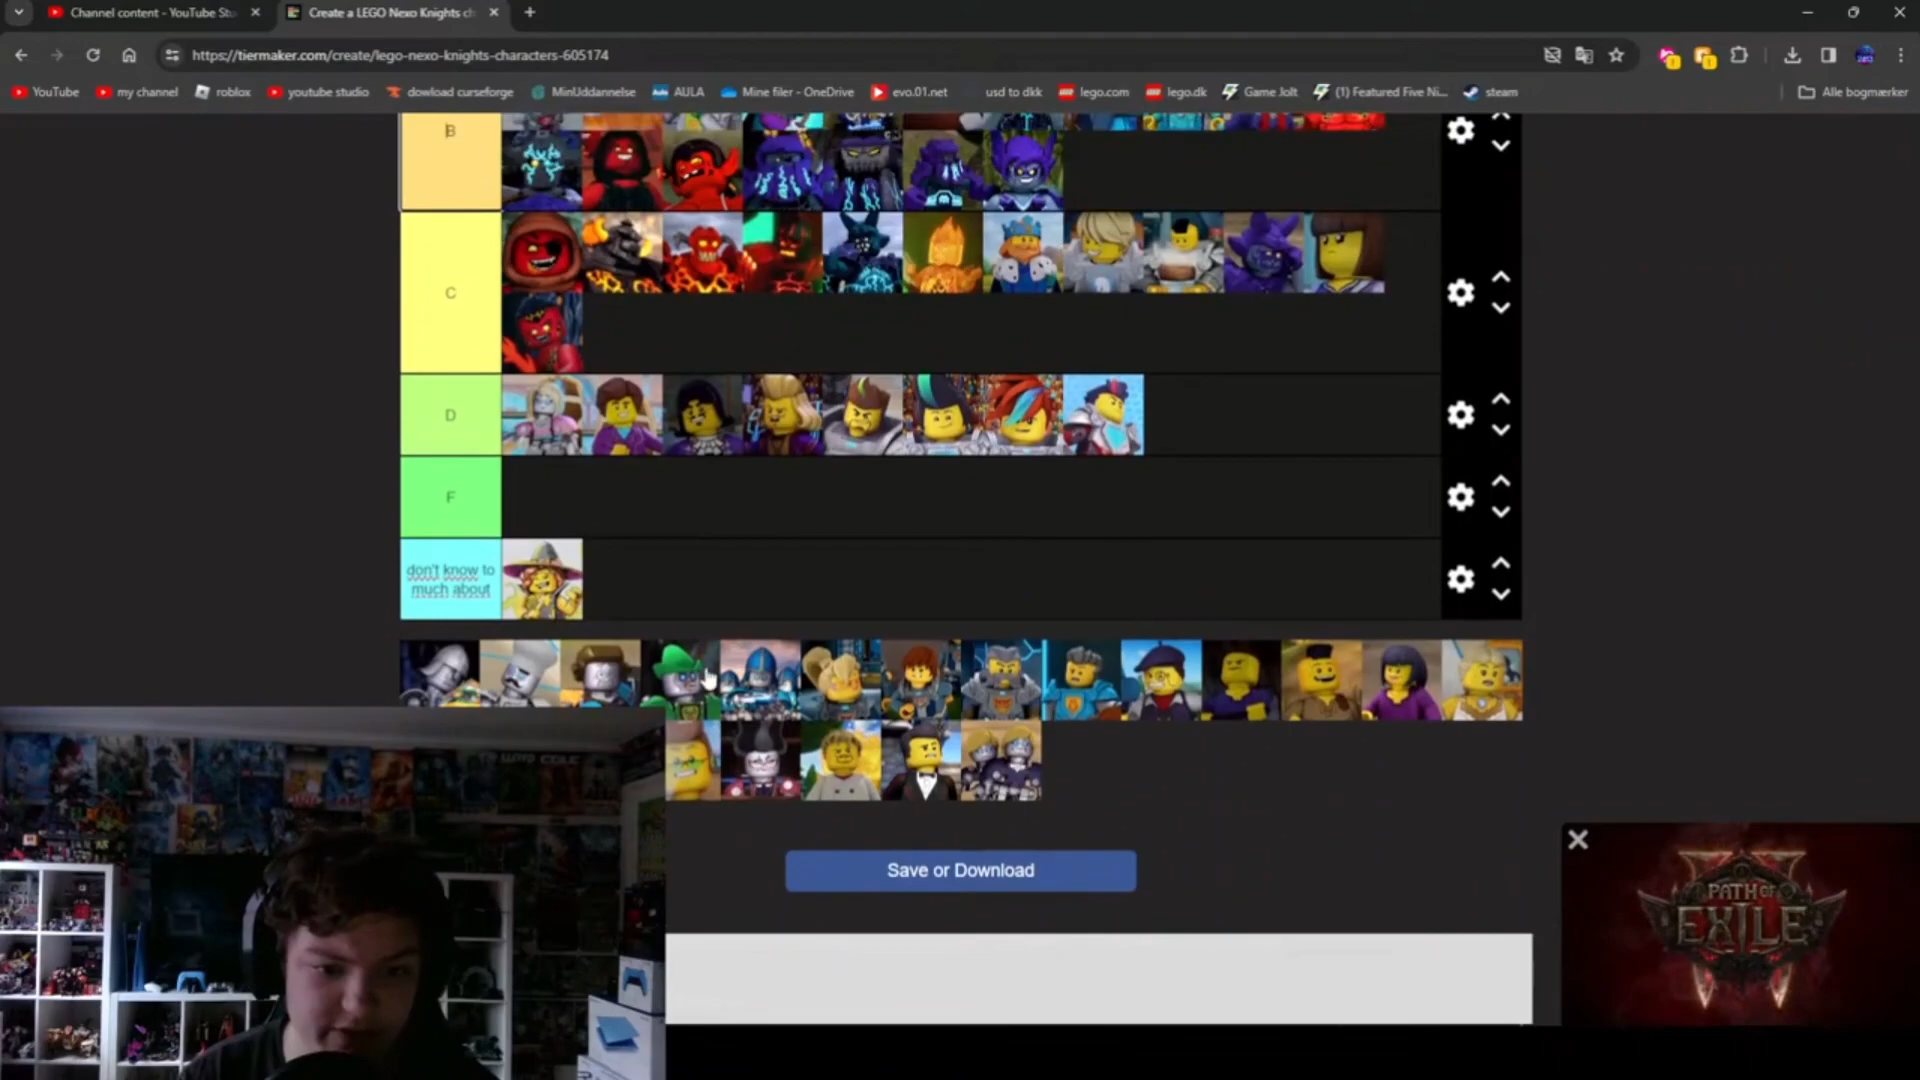 Channel content - YouTube Stu
Create a LEGO Nexo Knights ch
https://tiermaker.com/create/lego-nexo-knights-characters-605174
YouTube
my channel
roblox
youtube studio
dowload curseforge
MinUddannelse
AULA
Mine filer - OneDrive
evo.01.net
usd to dkk
lego.com
lego.dk
Game Jolt
(1) Featured Five Ni...
steam
Alle bogmærker
B
C
D
F
don't know to
much about
Save or Download
PATH OF
EXILE
II